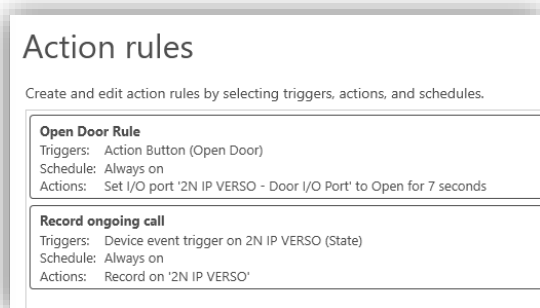 Action rules
Create and edit action rules by selecting triggers, actions, and schedules.
Open Door Rule
Triggers: Action Button (Open Door)
Schedule: Always on
Actions: Set I/O port '2N IP VERSO - Door I/O Port' to Open for 7 seconds
Record ongoing call
Triggers: Device event trigger on 2N IP VERSO (State)
Schedule: Always on
Actions: Record on '2N IP VERSO'